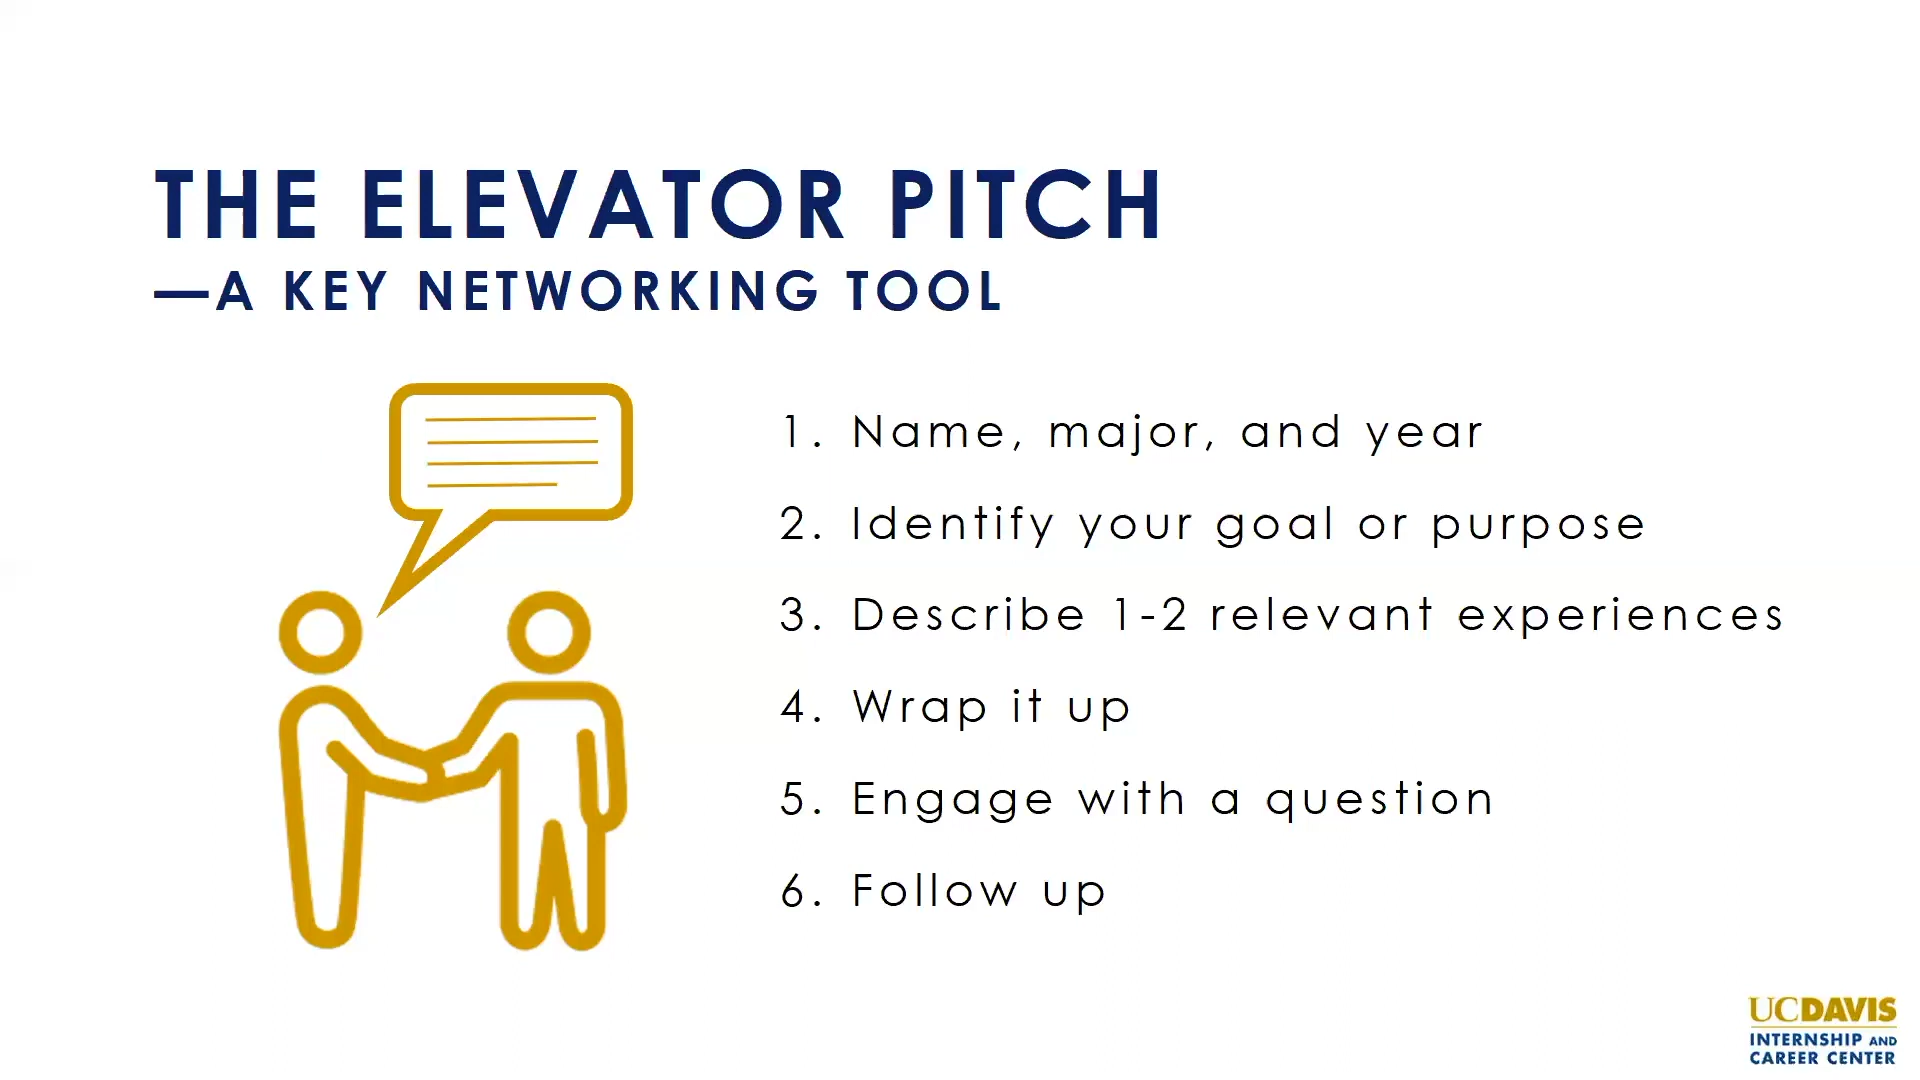 THE ELEVATOR PITCH
—A KEY NETWORKING TOOL
1. Name, major, and year
2. Identify your goal or purpose
3. Describe 1-2 relevant experiences
4. Wrap it up
5. Engage with a question
6. Follow up
UCDAVIS
INTERNSHIP AND
CAREER CENTER